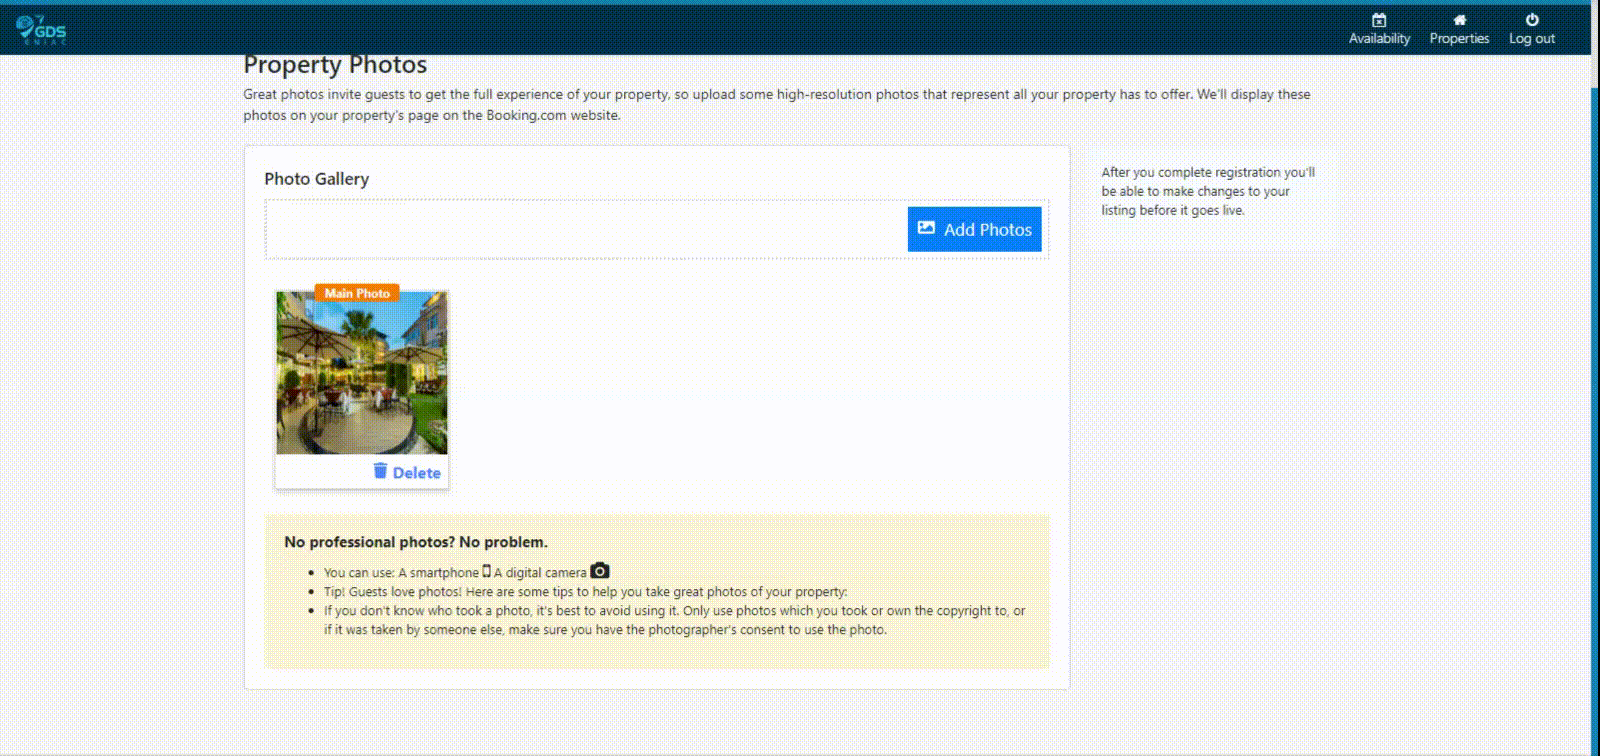 GDS
ENIAC
Availability
Properties
Log out
Property Photos
Great photos invite guests to get the full experience of your property, so upload some high-resolution photos that represent all your property has to offer. We'll display these
photos on your property's page on the Booking.com website.
Photo Gallery
Add Photos
Main Photo
Delete
No professional photos? No problem.
• You can use: A smartphone A digital camera
• Tip! Guests love photos! Here are some tips to help you take great photos of your property:
• If you don't know who took a photo, it's best to avoid using it. Only use photos which you took or own the copyright to, or
if it was taken by someone else, make sure you have the photographer's consent to use the photo.
After you complete registration you'll
be able to make changes to your
listing before it goes live.